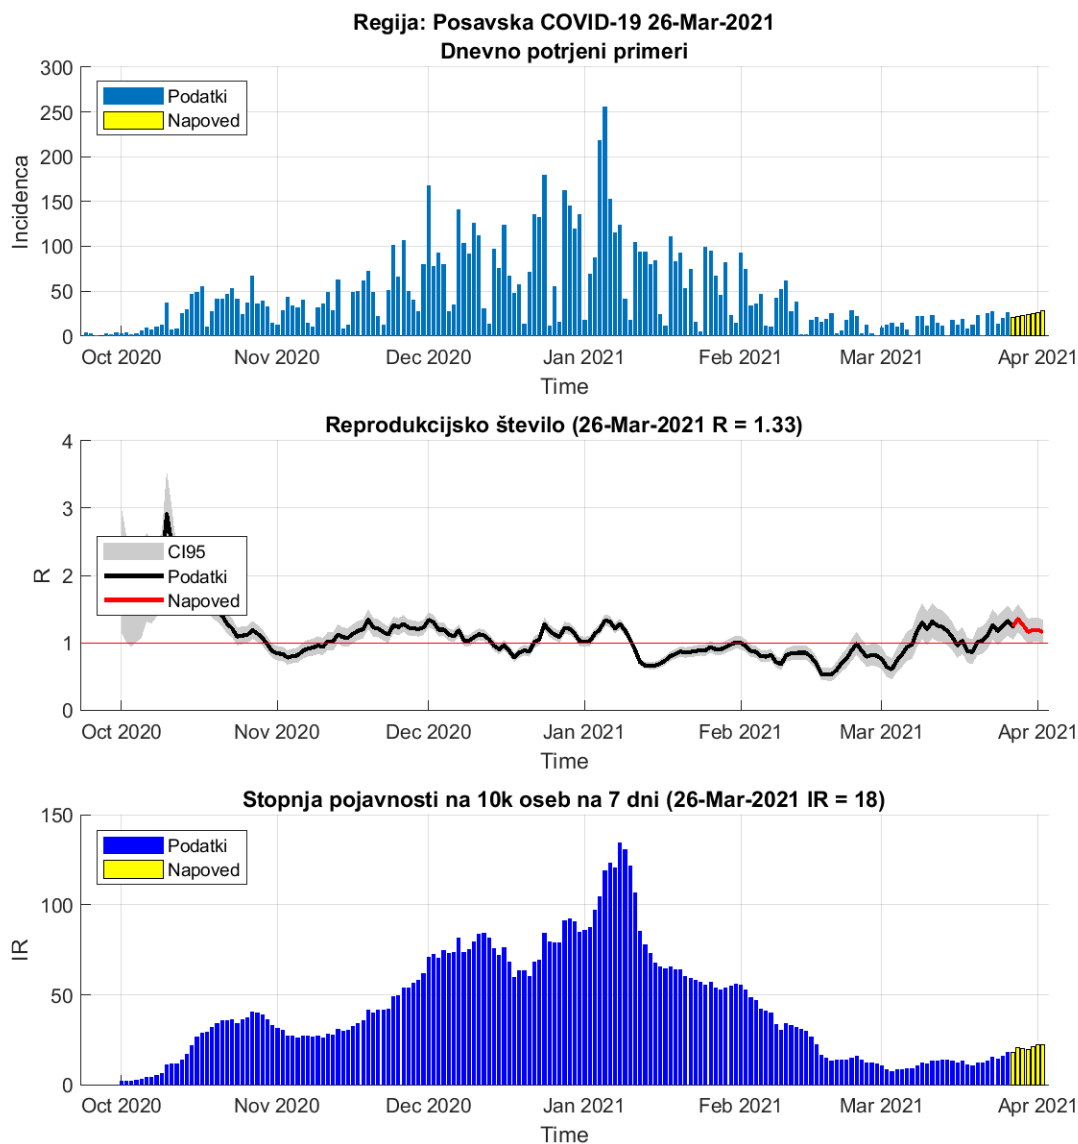 Regija: Posavska COVID-19 26-Mar-2021
Dnevno potrjeni primeri
300
250
200
150
100
50
0
Incidenca
Podatki
Napoved
Oct 2020 Nov 2020 Dec 2020 Jan 2021 Feb 2021 Mar 2021 Apr 2021
Time
Reprodukcijsko število (26-Mar-2021 R = 1.33)
4
3
2
1
0
R
CI95
Podatki
Napoved
Oct 2020 Nov 2020 Dec 2020 Jan 2021 Feb 2021 Mar 2021 Apr 2021
Time
Stopnja pojavnosti na 10k oseb na 7 dni (26-Mar-2021 IR = 18)
150
100
50
0
IR
Podatki
Napoved
Oct 2020 Nov 2020 Dec 2020 Jan 2021 Feb 2021 Mar 2021 Apr 2021
Time